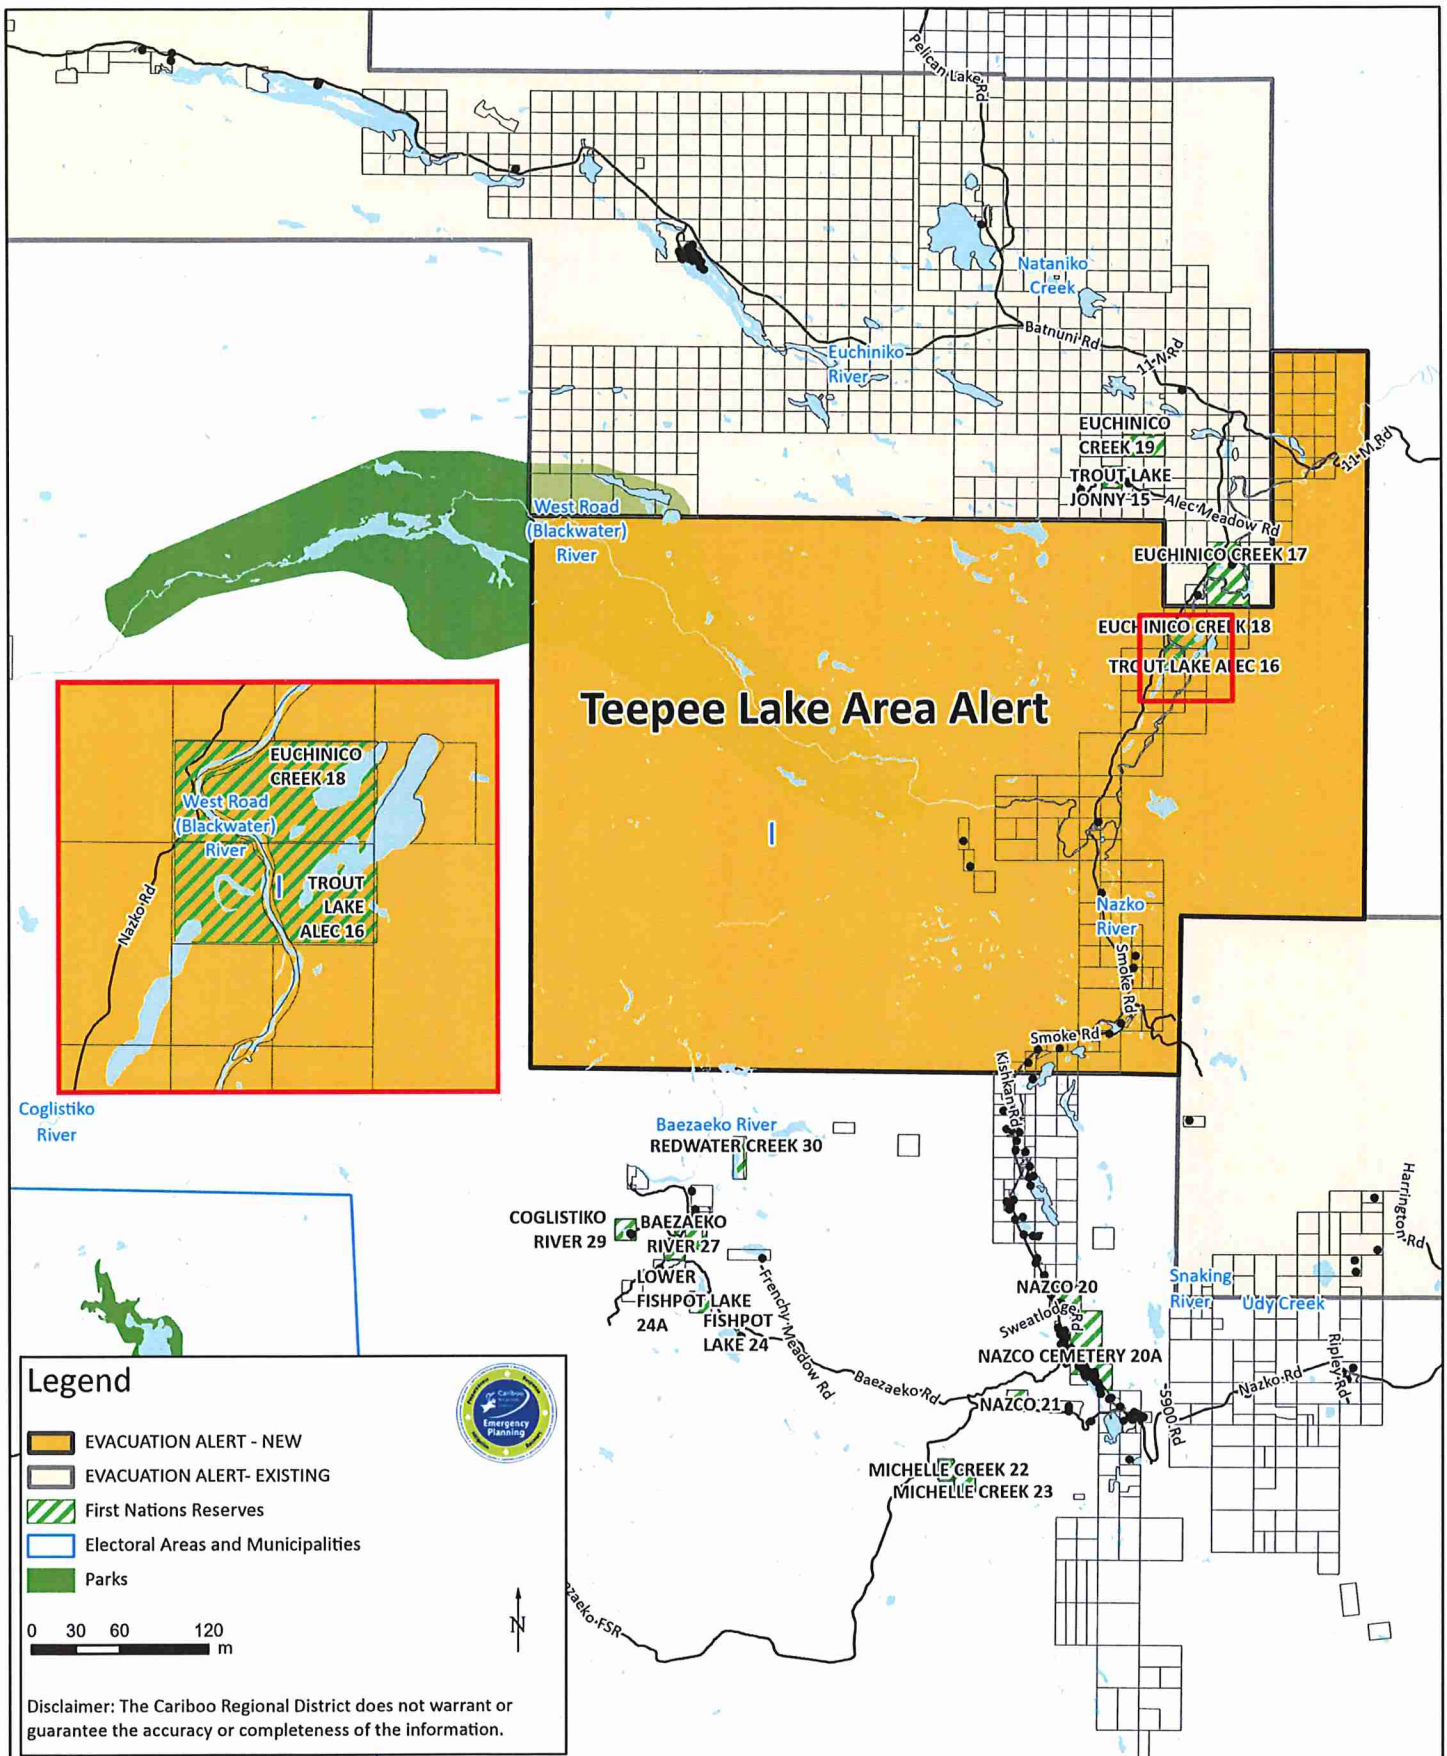 Pelican Lake Rd
Nataniko
Creek
Batnuni Rd
11-N Rd
Euchiniko
River
EUCHINICO
CREEK 19
11-M Rd
TROUT LAKE
JONNY 15
Alec Meadow Rd
West Road
(Blackwater)
River
EUCHINICO CREEK 17
EUCHINICO CREEK 18
TROUT LAKE ALEC 16
Teepee Lake Area Alert
I
EUCHINICO
CREEK 18
West Road
(Blackwater)
River
I
TROUT
LAKE
ALEC 16
Nazko Rd
Nazko
River
Smoke Rd
Smoke Rd
Kishkan Rd
Coglistiko
River
Baezaeko River
REDWATER CREEK 30
COGLISTIKO
RIVER 29
BAEZAEKO
RIVER 27
LOWER
FISHPOT LAKE
24A
FISHPOT
LAKE 24
Frenchy Meadow Rd
Baezaeko Rd
Harrington Rd
Snaking
River
Udy Creek
NAZCO 20
Sweatlodge Rd
NAZCO CEMETERY 20A
NAZCO 21
Ripley Rd
Nazko Rd
5900 Rd
MICHELLE CREEK 22
MICHELLE CREEK 23
Legend
Cariboo
Emergency
Planning
EVACUATION ALERT - NEW
EVACUATION ALERT- EXISTING
First Nations Reserves
Electoral Areas and Municipalities
Parks
0 30 60 120
m
N
FSR
Disclaimer: The Cariboo Regional District does not warrant or
guarantee the accuracy or completeness of the information.